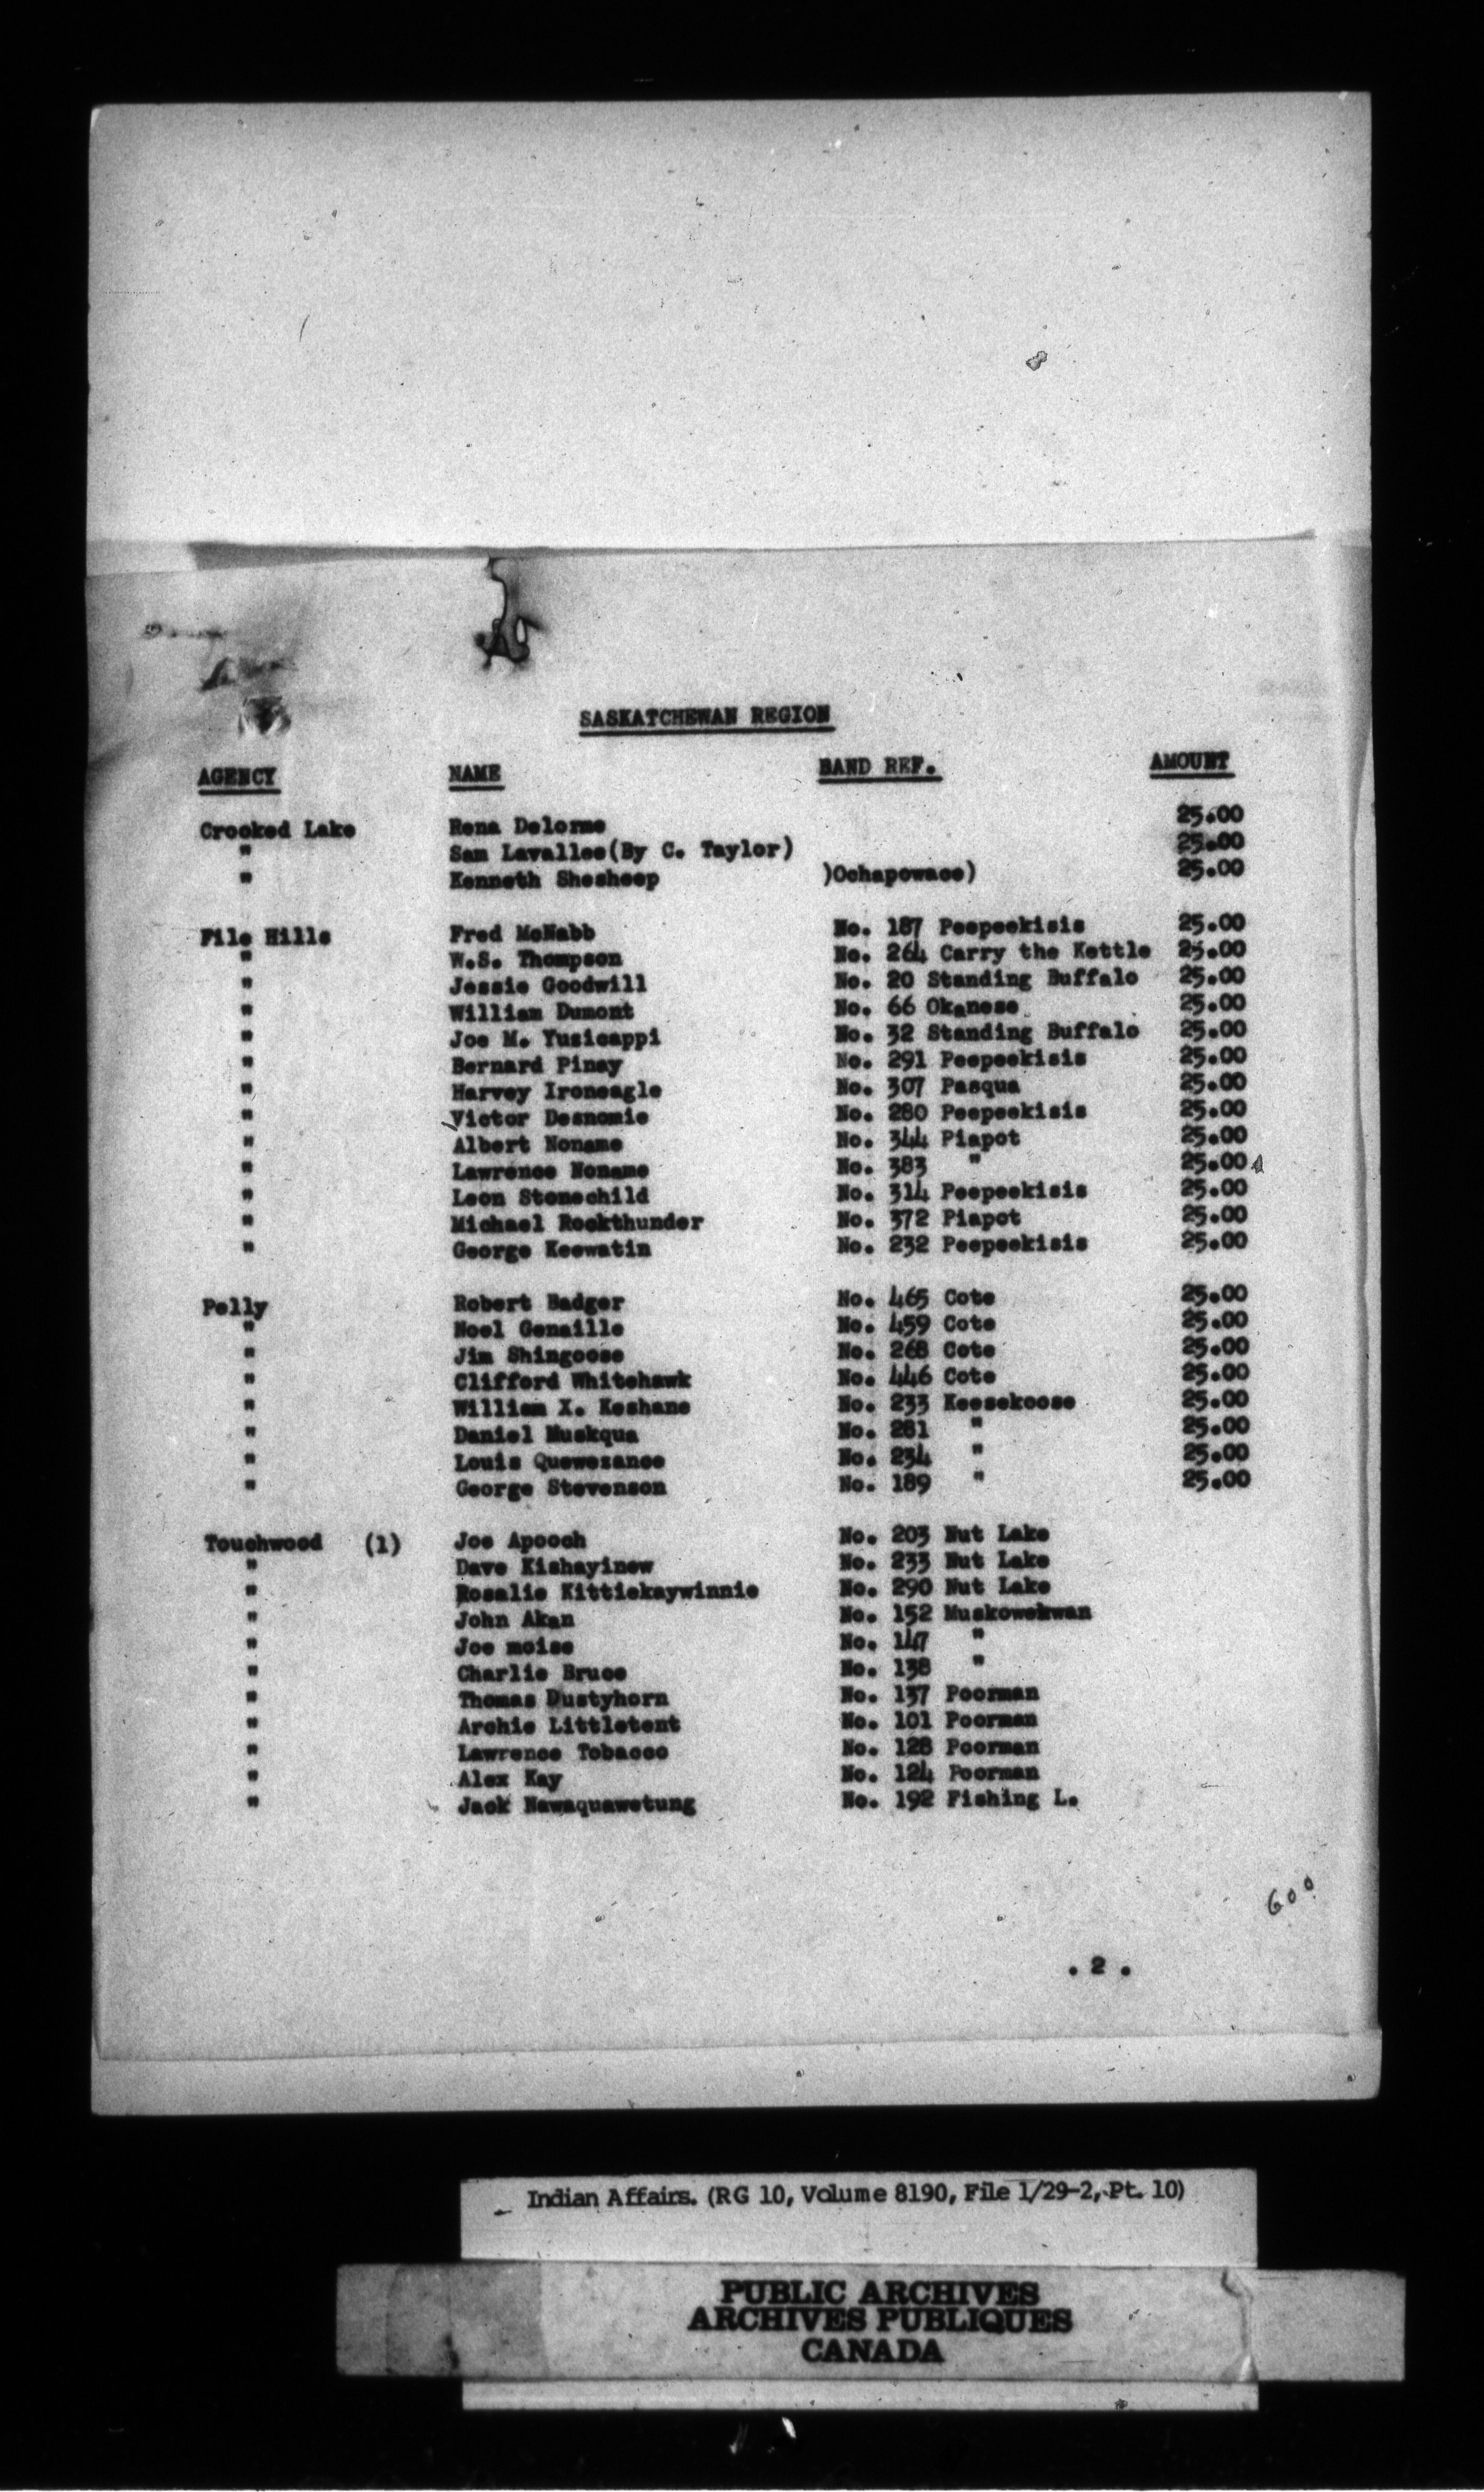 SASKATCHEWAN REGION
AGENCY NAME BAND REF. AMOUNT
Crooked Lake Rena Delorme 25.00
" Sam Lavallee(By C. Taylor) 25.00
" Kenneth Shesheep )Ochapowace) 25.00
File Hills Fred McNabb No. 187 Peepeekisis 25.00
" W.S. Thompson No. 264 Carry the Kettle 25.00
" Jessie Goodwill No. 20 Standing Buffalo 25.00
" William Dumont No. 66 Okanese 25.00
" Joe M. Yusicappi No. 32 Standing Buffalo 25.00
" Bernard Pinay No. 291 Peepeekisis 25.00
" Harvey Ironeagle No. 307 Pasqua 25.00
" Victor Desnomie No. 280 Peepeekisis 25.00
" Albert Noname No. 344 Piapot 25.00
" Lawrence Noname No. 383 " 25.00
" Leon Stonechild No. 314 Peepeekisis 25.00
" Michael Rockthunder No. 372 Piapot 25.00
" George Keewatin No. 232 Peepeekisis 25.00
Pelly Robert Badger No. 465 Cote 25.00
" Noel Genaille No. 459 Cote 25.00
" Jim Shingoose No. 268 Cote 25.00
" Clifford Whitehawk No. 446 Cote 25.00
" William X. Keshane No. 233 Keesekoose 25.00
" Daniel Muskqua No. 281 " 25.00
" Louis Quewezance No. 234 " 25.00
" George Stevenson No. 189 " 25.00
Touchwood (1) Joe Apooch No. 203 Nut Lake
" Dave Kishayinew No. 233 Nut Lake
" Rosalie Kittiekaywinnie No. 290 Nut Lake
" John Akan No. 152 Muskowekwan
" Joe moise No. 147 "
" Charlie Bruce No. 138 "
" Thomas Dustyhorn No. 137 Poorman
" Archie Littletent No. 101 Poorman
" Lawrence Tobacco No. 128 Poorman
" Alex Kay No. 124 Poorman
" Jack Nawaquawetung No. 192 Fishing L.
600
. 2 .
Indian Affairs. (RG 10, Volume 8190, File 1/29-2, Pt. 10)
PUBLIC ARCHIVES
ARCHIVES PUBLIQUES
CANADA